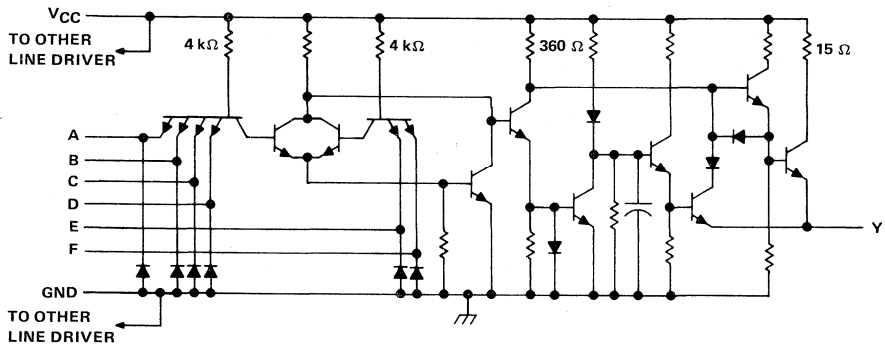 VCC
TO OTHER
LINE DRIVER
4 kΩ
4 kΩ
360 Ω
15 Ω
A
B
C
D
E
F
Y
GND
TO OTHER
LINE DRIVER